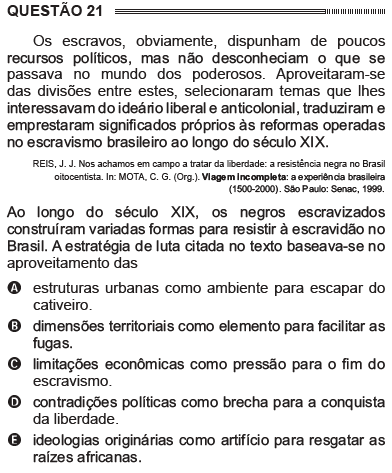 QUESTÃO 21
Os escravos, obviamente, dispunham de poucos
recursos políticos, mas não desconheciam o que se
passava no mundo dos poderosos. Aproveitaram-se
das divisões entre estes, selecionaram temas que lhes
interessavam do ideário liberal e anticolonial, traduziram e
emprestaram significados próprios às reformas operadas
no escravismo brasileiro ao longo do século XIX.
REIS, J. J. Nos achamos em campo a tratar da liberdade: a resistência negra no Brasil
oitocentista. In: MOTA, C. G. (Org.). Viagem incompleta: a experiência brasileira
(1500-2000). São Paulo: Senac, 1999.
Ao longo do século XIX, os negros escravizados
construíram variadas formas para resistir à escravidão no
Brasil. A estratégia de luta citada no texto baseava-se no
aproveitamento das
A estruturas urbanas como ambiente para escapar do
cativeiro.
B dimensões territoriais como elemento para facilitar as
fugas.
C limitações econômicas como pressão para o fim do
escravismo.
D contradições políticas como brecha para a conquista
da liberdade.
E ideologias originárias como artifício para resgatar as
raízes africanas.